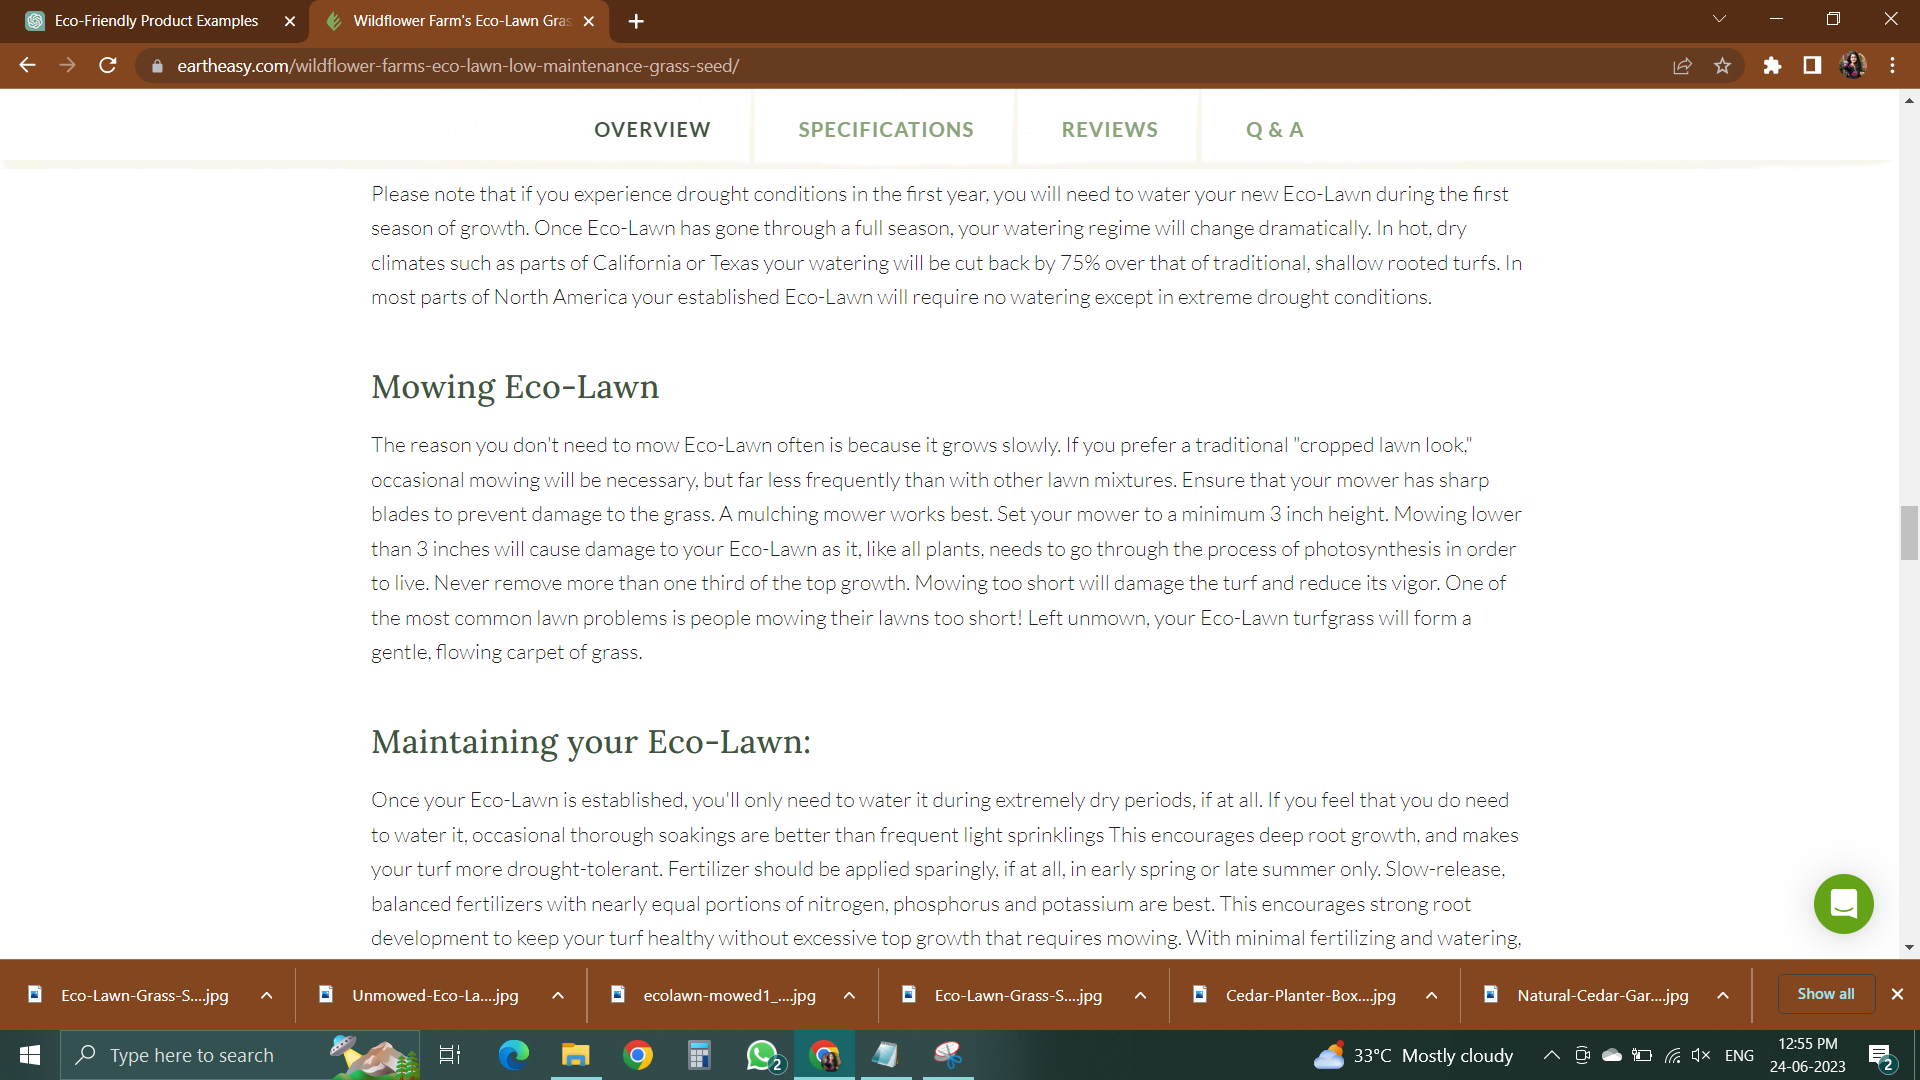 Eco-Friendly Product Examples
Wildflower Farm's Eco-Lawn Gras
eartheasy.com/wildflower-farms-eco-lawn-low-maintenance-grass-seed/
OVERVIEW
SPECIFICATIONS
REVIEWS
Q & A
Please note that if you experience drought conditions in the first year, you will need to water your new Eco-Lawn during the first
season of growth. Once Eco-Lawn has gone through a full season, your watering regime will change dramatically. In hot, dry
climates such as parts of California or Texas your watering will be cut back by 75% over that of traditional, shallow rooted turfs. In
most parts of North America your established Eco-Lawn will require no watering except in extreme drought conditions.
Mowing Eco-Lawn
The reason you don't need to mow Eco-Lawn often is because it grows slowly. If you prefer a traditional "cropped lawn look,"
occasional mowing will be necessary, but far less frequently than with other lawn mixtures. Ensure that your mower has sharp
blades to prevent damage to the grass. A mulching mower works best. Set your mower to a minimum 3 inch height. Mowing lower
than 3 inches will cause damage to your Eco-Lawn as it, like all plants, needs to go through the process of photosynthesis in order
to live. Never remove more than one third of the top growth. Mowing too short will damage the turf and reduce its vigor. One of
the most common lawn problems is people mowing their lawns too short! Left unmown, your Eco-Lawn turfgrass will form a
gentle, flowing carpet of grass.
Maintaining your Eco-Lawn:
Once your Eco-Lawn is established, you'll only need to water it during extremely dry periods, if at all. If you feel that you do need
to water it, occasional thorough soakings are better than frequent light sprinklings This encourages deep root growth, and makes
your turf more drought-tolerant. Fertilizer should be applied sparingly, if at all, in early spring or late summer only. Slow-release,
balanced fertilizers with nearly equal portions of nitrogen, phosphorus and potassium are best. This encourages strong root
development to keep your turf healthy without excessive top growth that requires mowing. With minimal fertilizing and watering,
Eco-Lawn-Grass-S....jpg
Unmowed-Eco-La....jpg
ecolawn-mowed1_....jpg
Eco-Lawn-Grass-S....jpg
Cedar-Planter-Box....jpg
Natural-Cedar-Gar....jpg
Show all
Type here to search
2
33°C Mostly cloudy
ENG
12:55 PM
24-06-2023
2